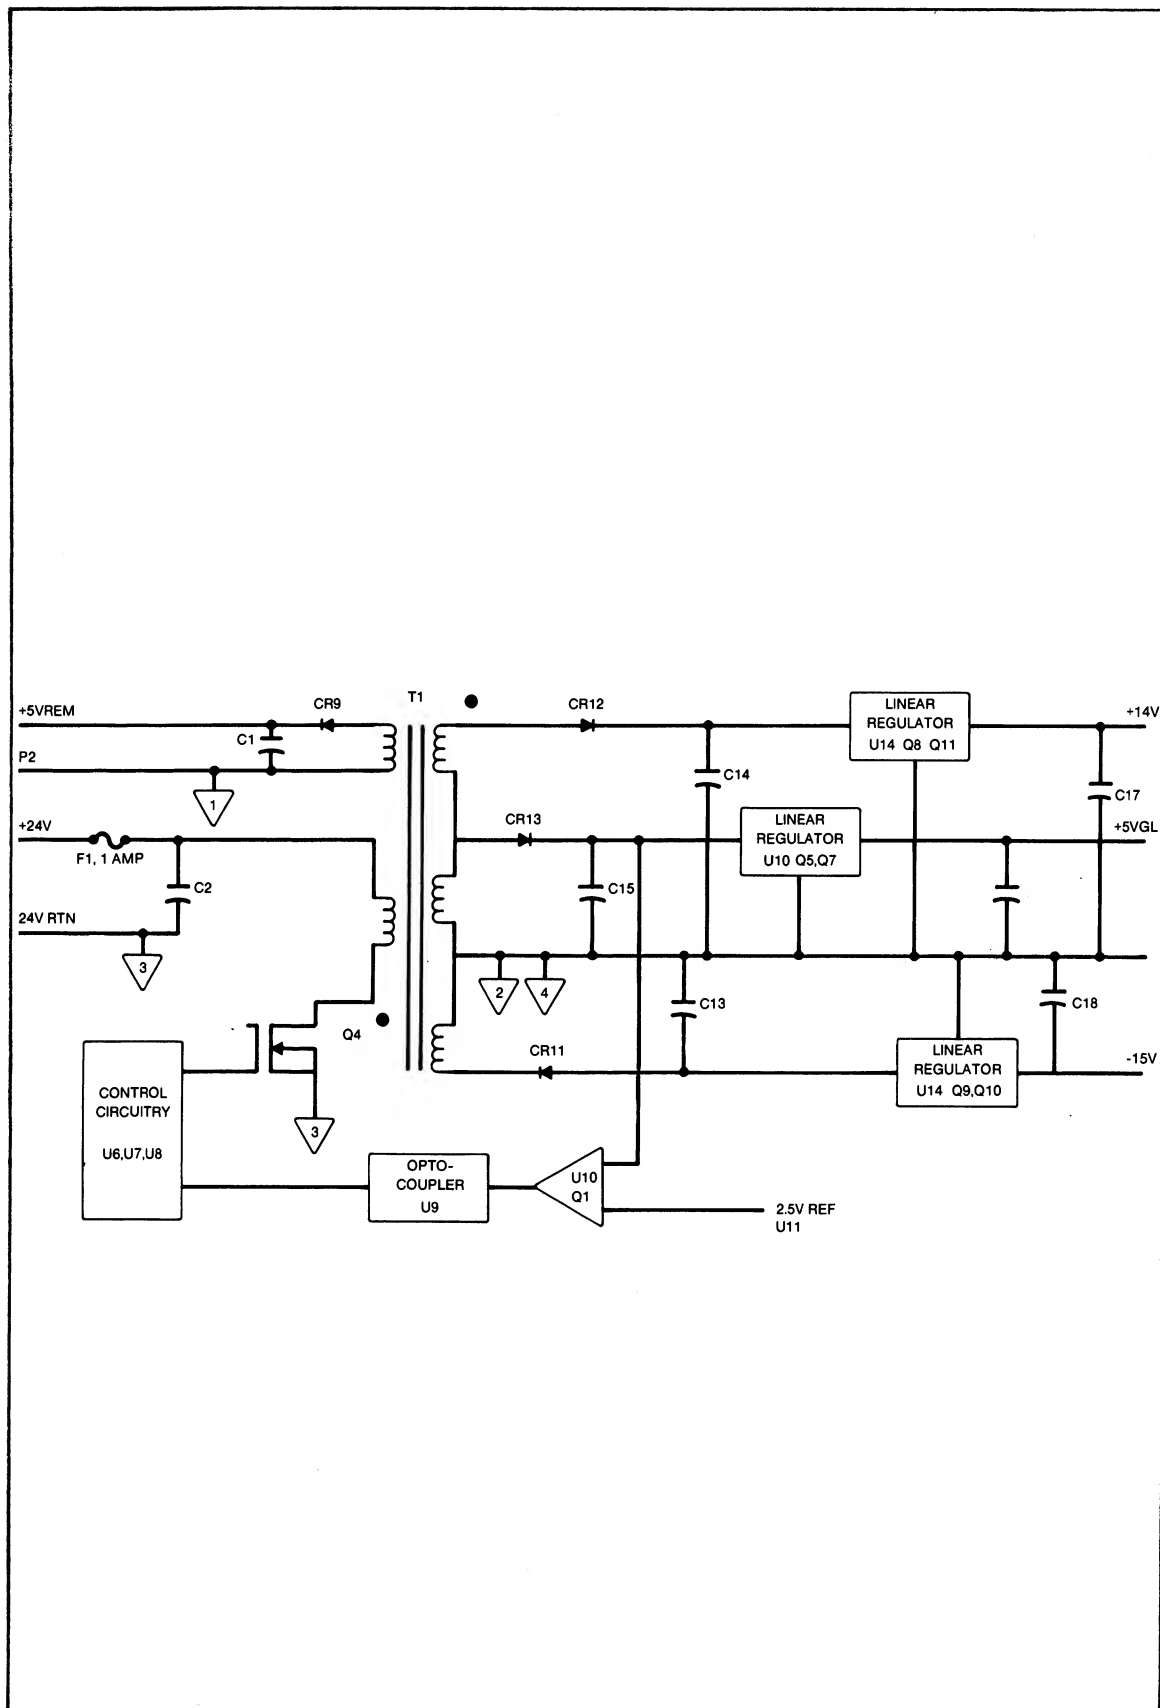 T1
+5VREM
CR9
CR12
LINEAR
REGULATOR
U14 Q8 Q11
+14V
C1
P2
1
C14
C17
+24V
F1, 1 AMP
CR13
LINEAR
REGULATOR
U10 Q5,Q7
+5VGL
C2
C15
24V RTN
3
2
4
C13
C18
Q4
CR11
LINEAR
REGULATOR
U14 Q9,Q10
-15V
CONTROL
CIRCUITRY
U6,U7,U8
3
OPTO-
COUPLER
U9
U10
Q1
2.5V REF
U11